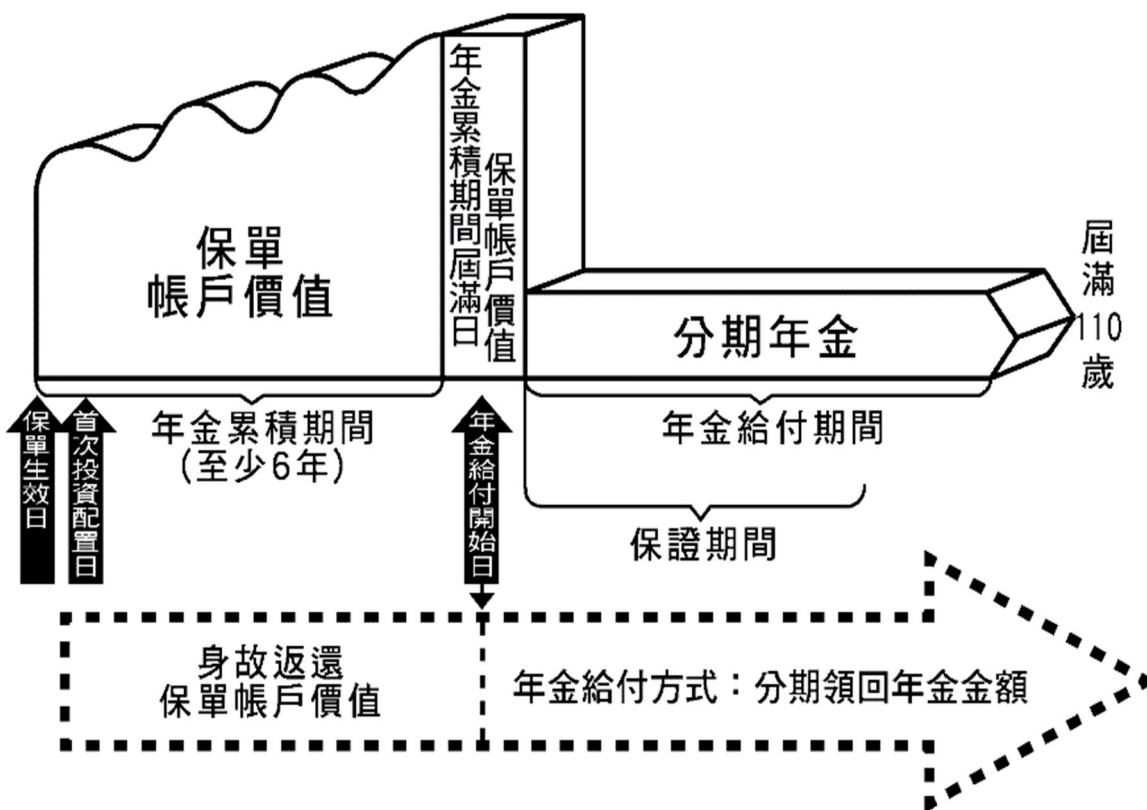 年金累積期間屆滿日
保單帳戶價值
保單
帳戶價值
分期年金
屆滿110歲
保單生效日
首次投資配置日
年金累積期間
(至少6年)
年金給付開始日
年金給付期間
保證期間
身故返還
保單帳戶價值
年金給付方式：分期領回年金金額